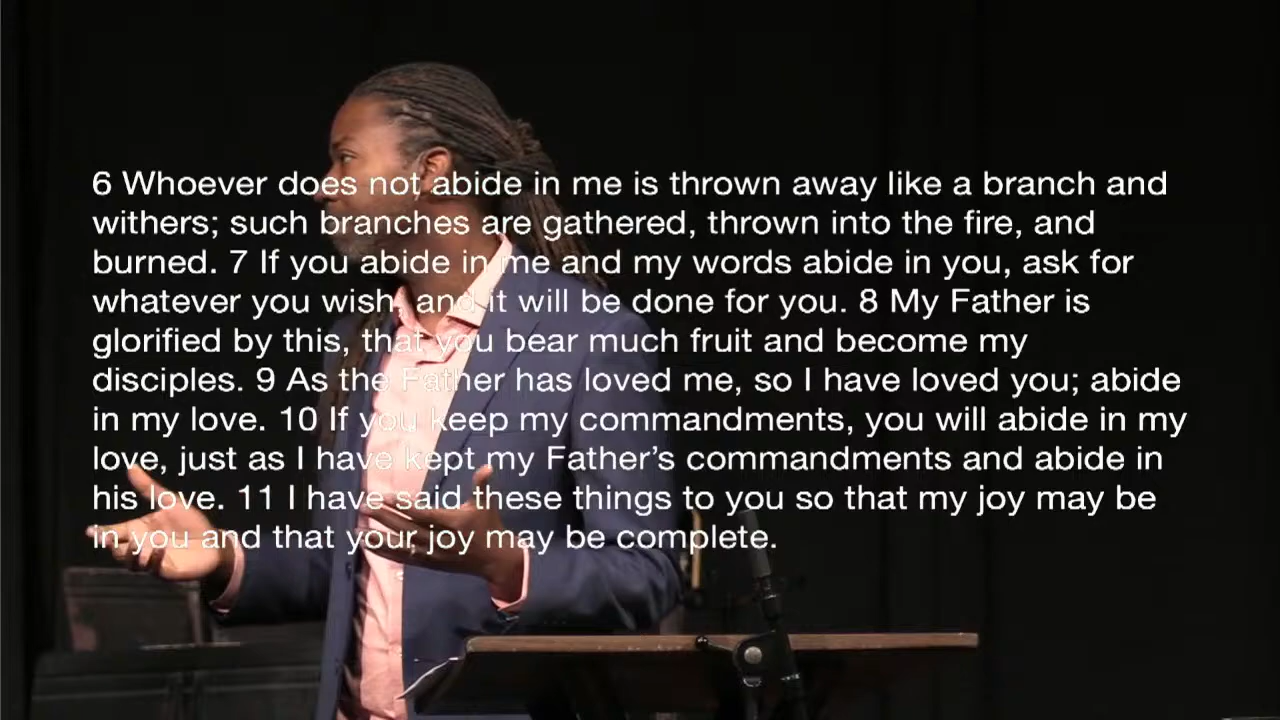 6 Whoever does not abide in me is thrown away like a branch and
withers; such branches are gathered, thrown into the fire, and
burned. 7 If you abide in me and my words abide in you, ask for
whatever you wish, and it will be done for you. 8 My Father is
glorified by this, that you bear much fruit and become my
disciples. 9 As the Father has loved me, so I have loved you; abide
in my love. 10 If you keep my commandments, you will abide in my
love, just as I have kept my Father’s commandments and abide in
his love. 11 I have said these things to you so that my joy may be
in you and that your joy may be complete.